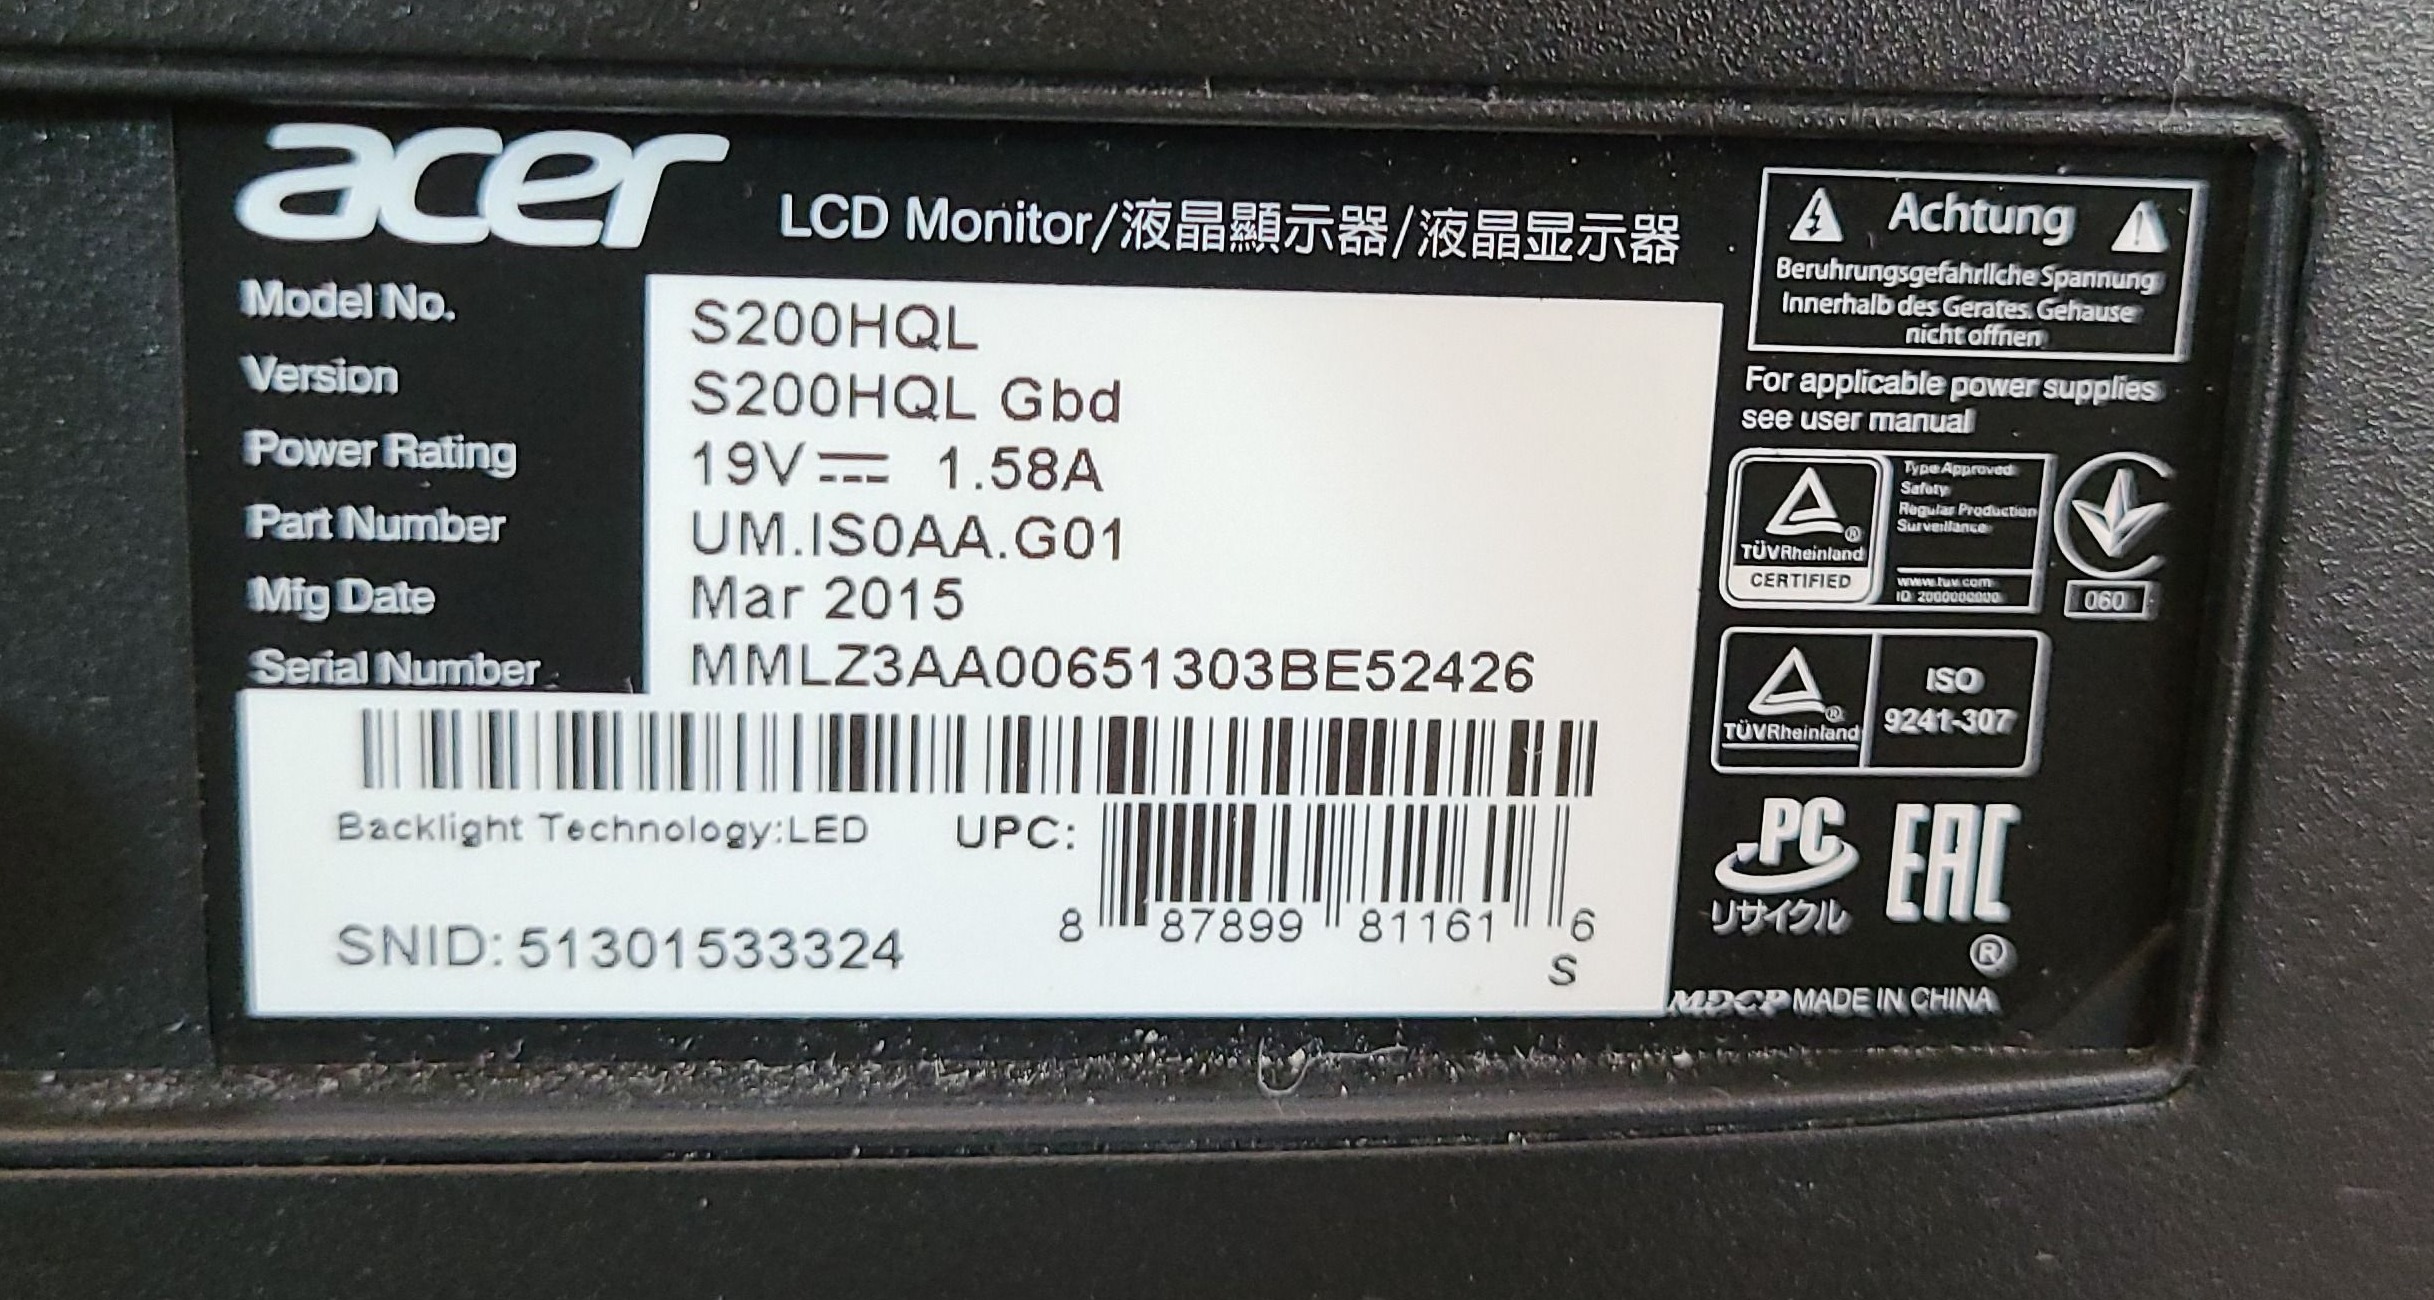 acer
LCD Monitor/液晶顯示器/液晶显示器
Model No. S200HQL
Version S200HQL Gbd
Power Rating 19V 1.58A
Part Number UM.IS0AA.G01
Mfg Date Mar 2015
Serial Number MMLZ3AA00651303BE52426
Backlight Technology:LED UPC:
8 87899 81161 6
S
SNID:51301533324
Achtung
Beruhrungsgefahrliche Spannung
Innerhalb des Gerates. Gehause
nicht offnen
For applicable power supplies
see user manual
TÜVRheinland
CERTIFIED
Type Approved
Safety
Regular Production
Surveillance
www.tuv.com
ID 2000000000
060
TÜVRheinland
ISO
9241-307
PC
リサイクル
EAC
®
MDCP MADE IN CHINA